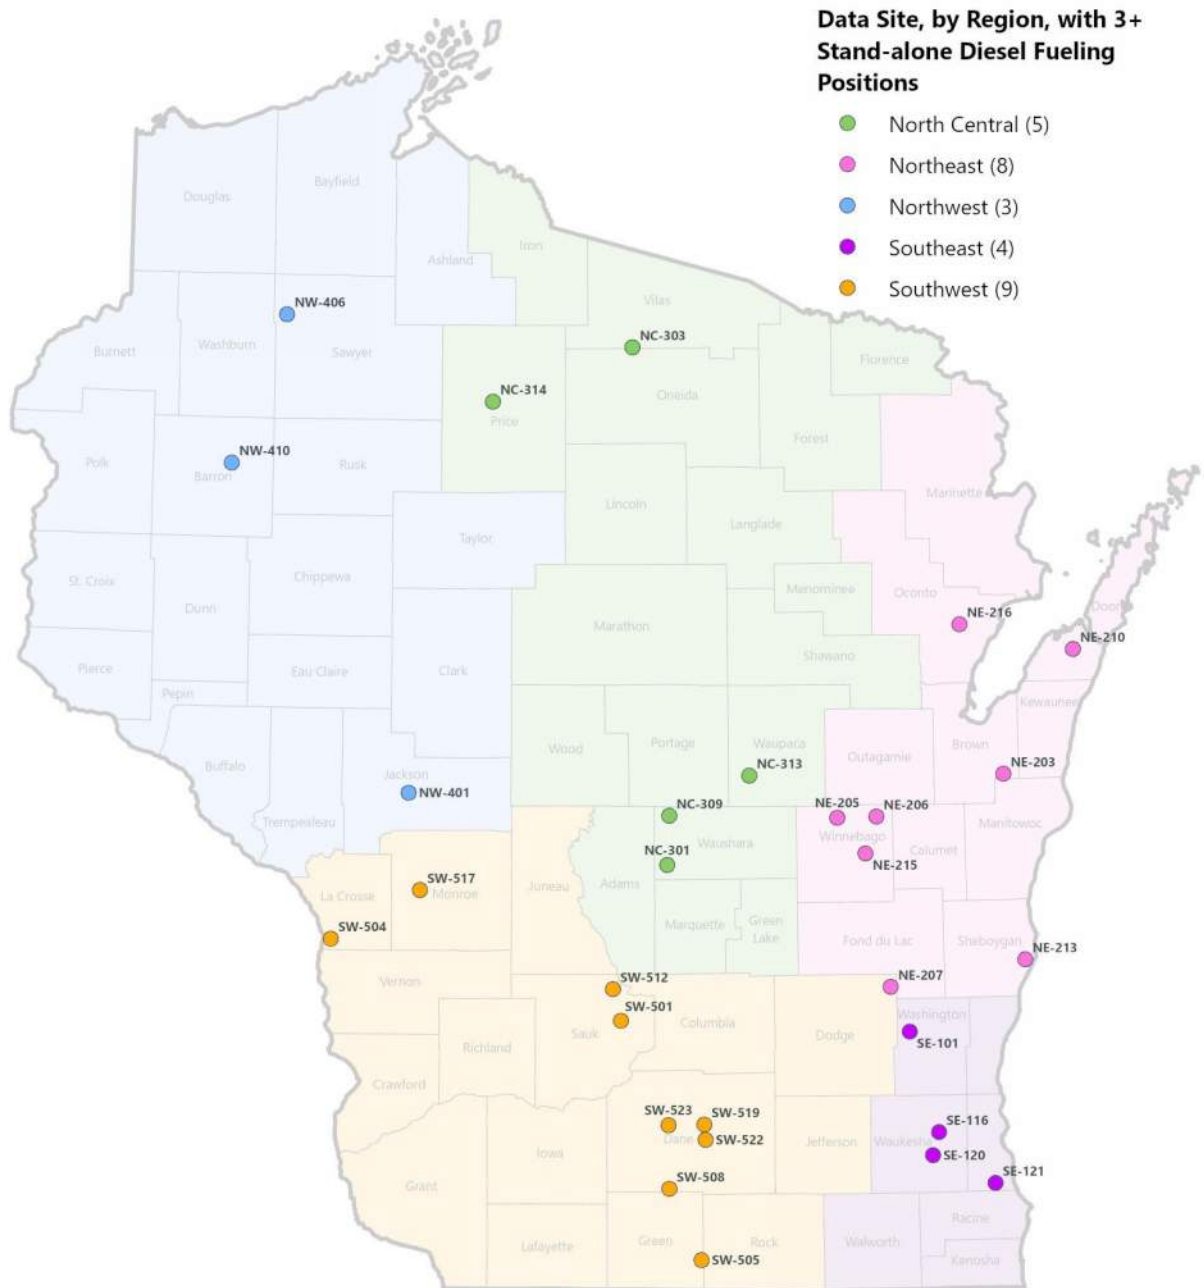 Data Site, by Region, with 3+
Stand-alone Diesel Fueling
Positions
North Central (5)
Northeast (8)
Northwest (3)
Southeast (4)
Southwest (9)
Douglas
Bayfield
Ashland
Iron
Vilas
NW-406
Burnett
Washburn
Sawyer
NC-303
Florence
NC-314
Price
Oneida
Forest
NW-410
Polk
Barron
Rusk
Marinette
Lincoln
Langlade
Taylor
St. Croix
Chippewa
Dunn
Menominee
Oconto
Door
NE-216
Marathon
NE-210
Pierce
Eau Claire
Clark
Shawano
Pepin
Kewaunee
Wood
Portage
Waupaca
Outagamie
Brown
Buffalo
Jackson
NC-313
NE-203
NW-401
NC-309
NE-205
NE-206
Trempealeau
Manitowoc
Winnebago
Waushara
Calumet
NC-301
NE-215
SW-517
La Crosse
Monroe
Juneau
Adams
SW-504
Marquette
Green
Lake
Fond du Lac
Sheboygan
NE-213
Vernon
SW-512
NE-207
SW-501
Columbia
Washington
Sauk
Dodge
SE-101
Richland
Crawford
SW-523
SW-519
SE-116
Dane
SW-522
Jefferson
Waukesha
Iowa
SE-120
Grant
SW-508
SE-121
Racine
Lafayette
Green
Rock
Walworth
SW-505
Kenosha